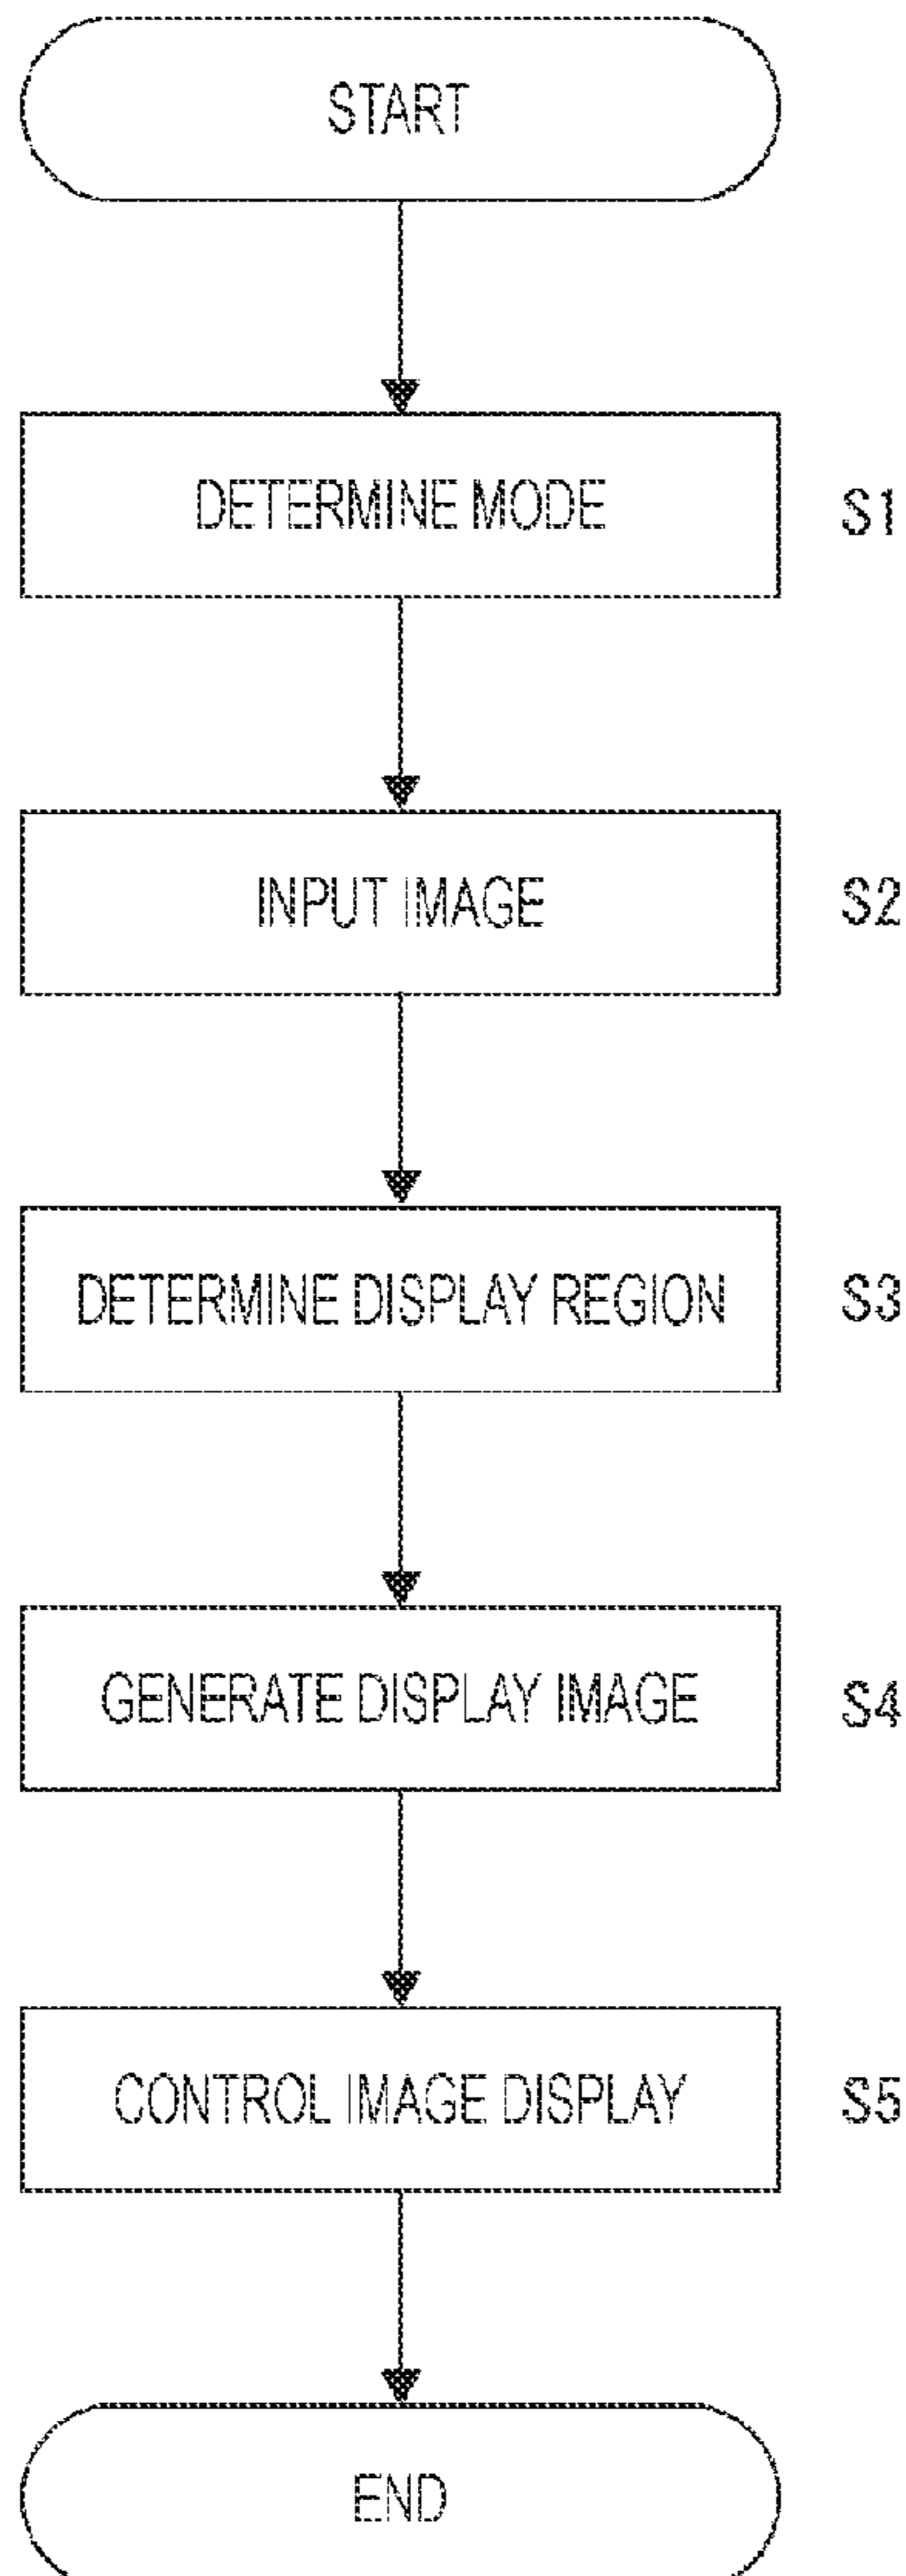 START
DETERMINE MODE S1
INPUT IMAGE S2
DETERMINE DISPLAY REGION S3
GENERATE DISPLAY IMAGE S4
CONTROL IMAGE DISPLAY S5
END